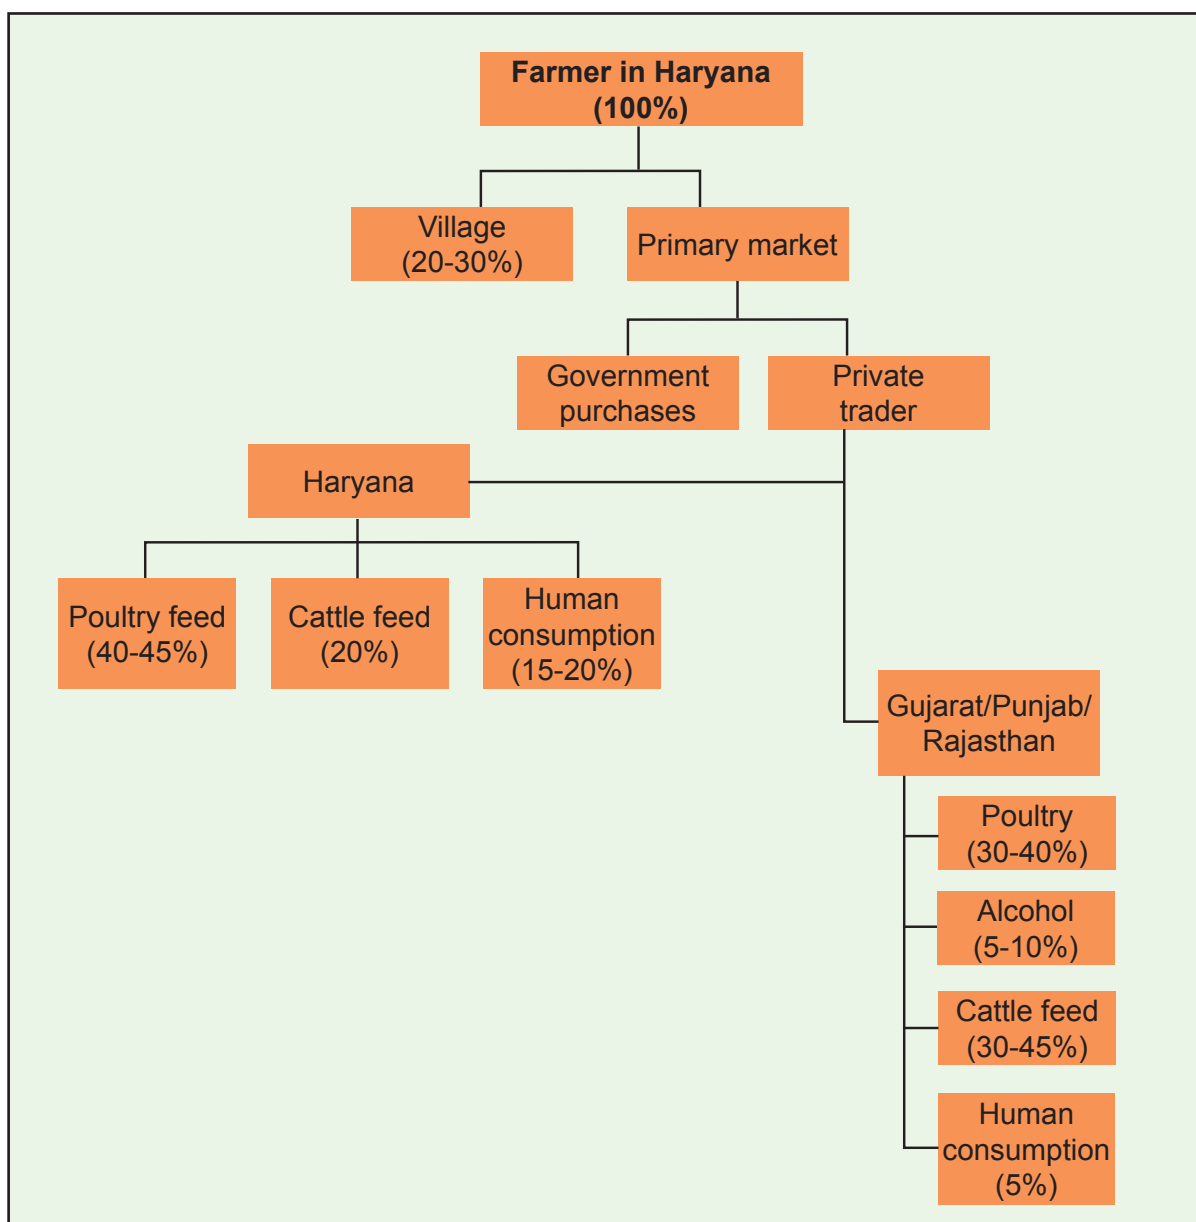 Farmer in Haryana
(100%)
Village
(20-30%)
Primary market
Government
purchases
Private
trader
Haryana
Poultry feed
(40-45%)
Cattle feed
(20%)
Human
consumption
(15-20%)
Gujarat/Punjab/
Rajasthan
Poultry
(30-40%)
Alcohol
(5-10%)
Cattle feed
(30-45%)
Human
consumption
(5%)